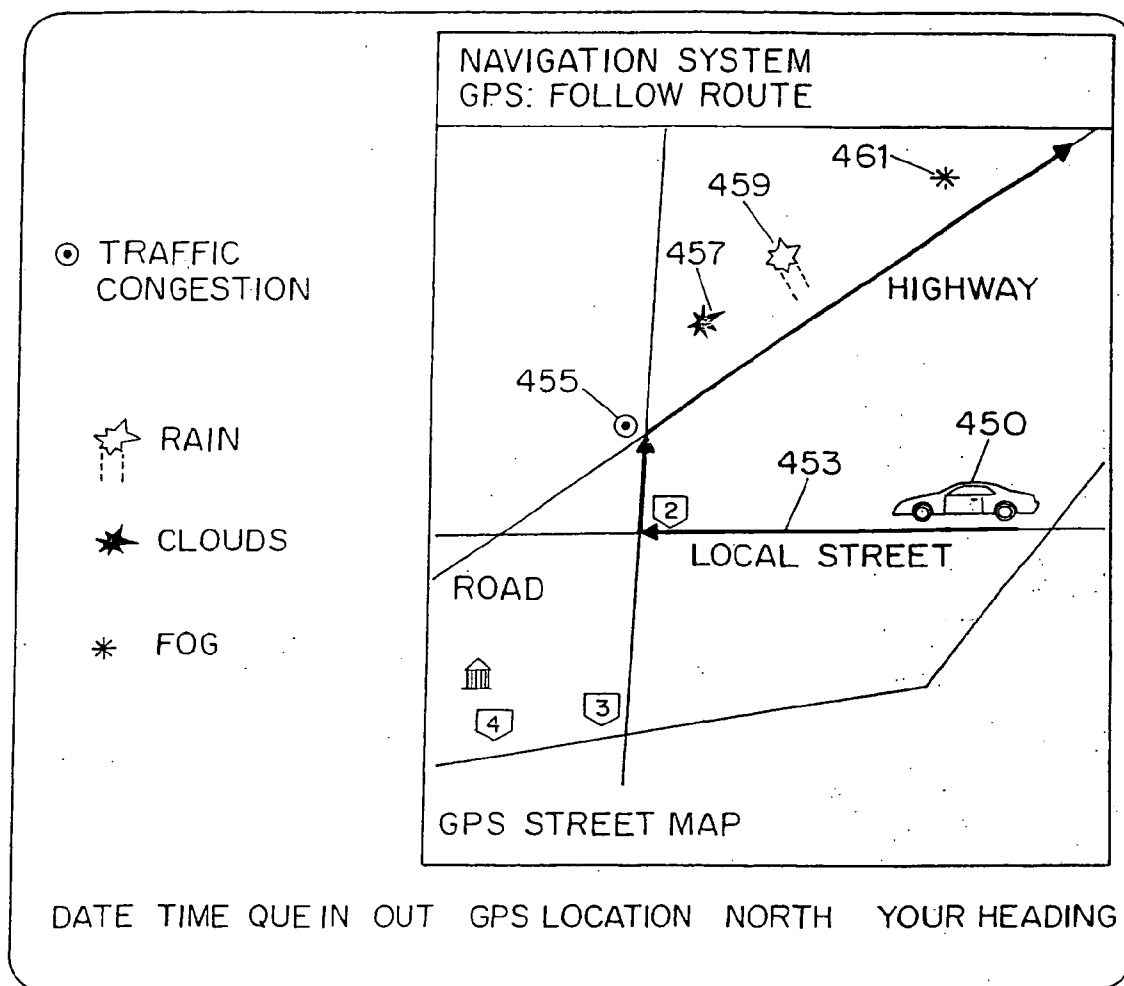 NAVIGATION SYSTEM
GPS: FOLLOW ROUTE
461
459
TRAFFIC
CONGESTION
457
HIGHWAY
455
RAIN
450
453
2
CLOUDS
LOCAL STREET
ROAD
FOG
3
4
GPS STREET MAP
DATE TIME QUE IN OUT GPS LOCATION NORTH YOUR HEADING